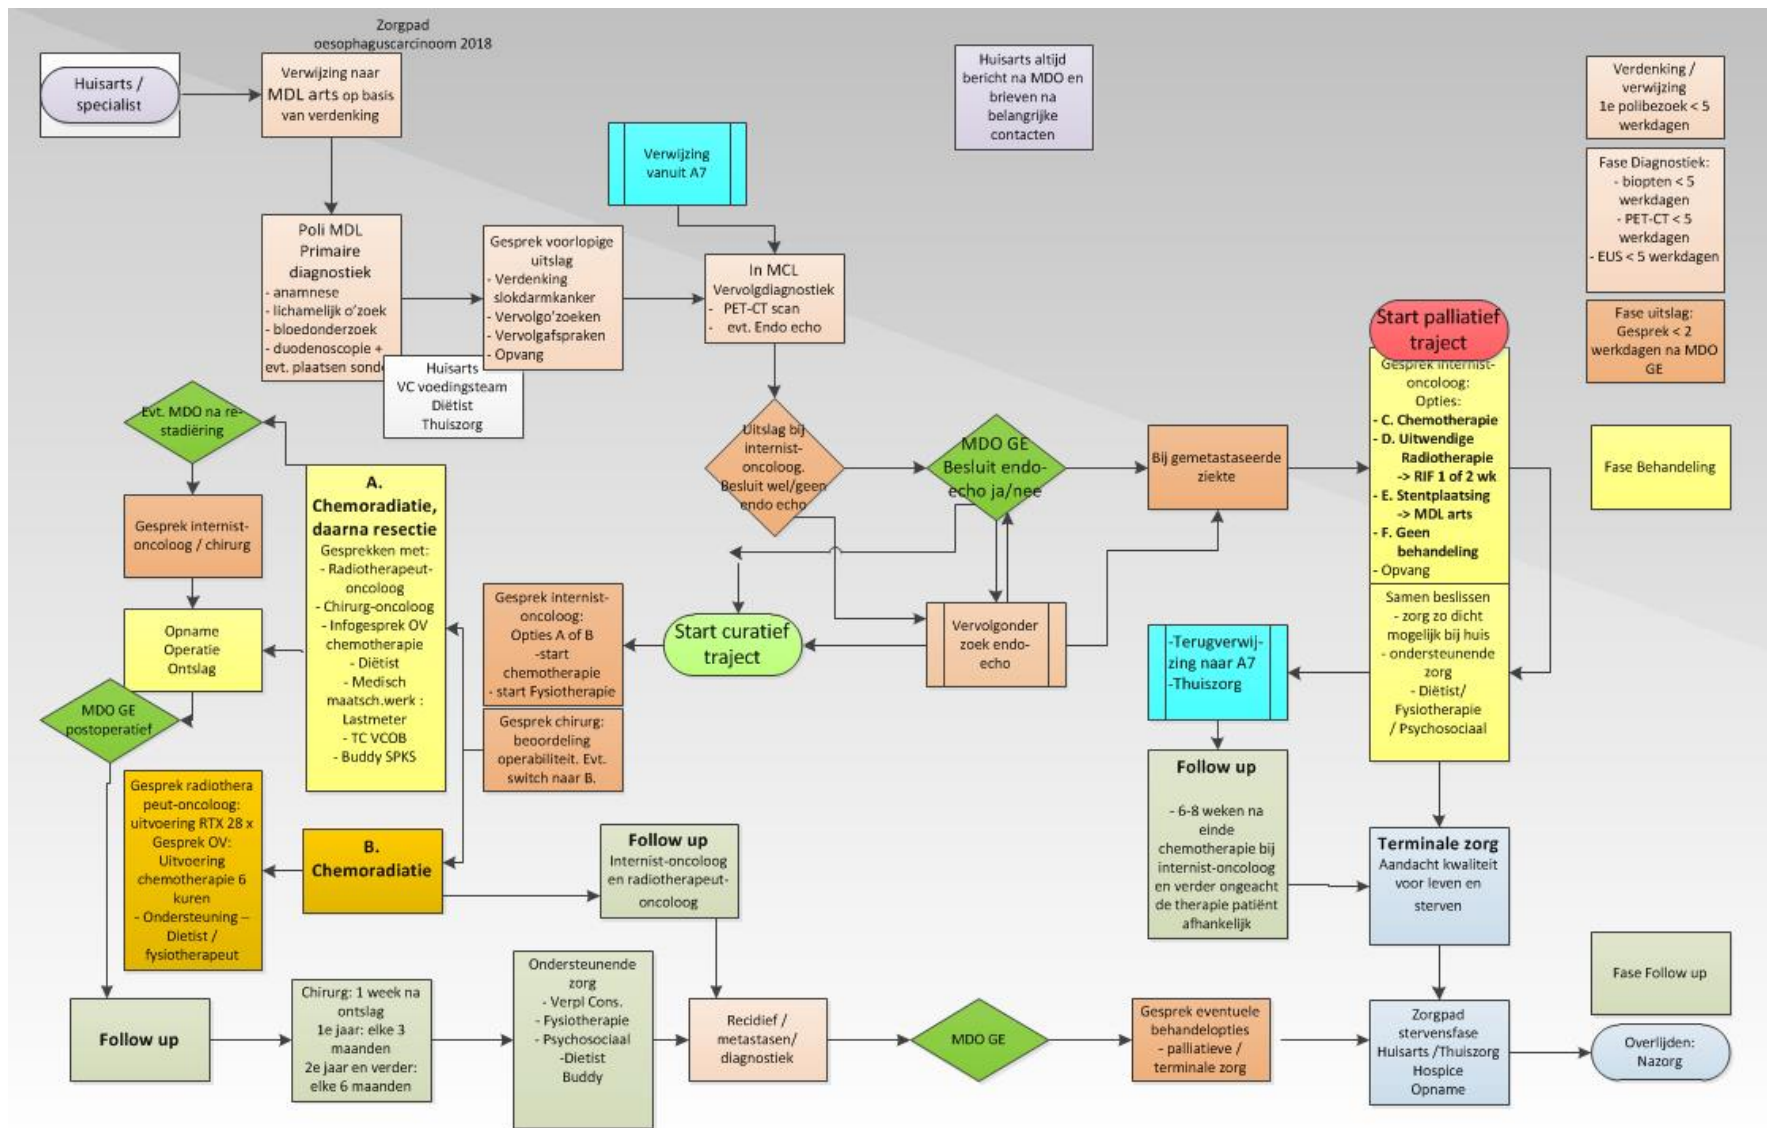 Zorgpad
oesophaguscarcinoom 2018
Huisarts /
specialist
Verwijzing naar
MDL arts op basis
van verdenking
Huisarts altijd
bericht na MDO en
brieven na
belangrijke
contacten
Verdenking /
verwijzing
1e polibezoek < 5
werkdagen
Verwijzing
vanuit A7
Fase Diagnostiek:
- biopten < 5
werkdagen
- PET-CT < 5
werkdagen
- EUS < 5 werkdagen
Poli MDL
Primaire
diagnostiek
- anamnese
- lichamelijk o'zoek
- bloedonderzoek
- duodenoscopie +
evt. plaatsen sond
Gesprek voorlopige
uitslag
- Verdenking
slokdarmkanker
- Vervolgo'zoeken
- Vervolgafspraken
- Opvang
In MCL
Vervolgdiagnostiek
- PET-CT scan
- evt. Endo echo
Huisarts
VC voedingsteam
Diëtist
Thuiszorg
Start palliatief
traject
Fase uitslag:
Gesprek < 2
werkdagen na MDO
GE
Gesprek internist-
oncoloog:
Opties:
- C. Chemotherapie
- D. Uitwendige
Radiotherapie
-> RIF 1 of 2 wk
- E. Stentplaatsing
-> MDL arts
- F. Geen
behandeling
- Opvang
Evt. MDO na re-
stadiëring
Uitslag bij
internist-
oncoloog.
Besluit wel/geen
endo echo
MDO GE
Besluit endo-
echo ja/nee
Bij gemetastaseerde
ziekte
Fase Behandeling
A.
Chemoradiatie,
daarna resectie
Gesprekken met:
- Radiotherapeut-
oncoloog
- Chirurg-oncoloog
- Infogesprek OV
chemotherapie
- Diëtist
- Medisch
maatsch.werk :
Lastmeter
- TC VCOB
- Buddy SPKS
Gesprek internist-
oncoloog / chirurg
Opname
Operatie
Ontslag
Gesprek internist-
oncoloog:
Opties A of B
-start
chemotherapie
- start Fysiotherapie
Start curatief
traject
Vervolgonder
zoek endo-
echo
-Terugverwij-
zing naar A7
-Thuiszorg
Samen beslissen
- zorg zo dicht
mogelijk bij huis
- ondersteunende
zorg
- Diëtist/
Fysiotherapie
/ Psychosociaal
MDO GE
postoperatief
Gesprek chirurg:
beoordeling
operabiliteit. Evt.
switch naar B.
Gesprek radiothera
peut-oncoloog:
uitvoering RTX 28 x
Gesprek OV:
Uitvoering
chemotherapie 6
kuren
- Ondersteuning –
Dietist /
fysiotherapeut
B.
Chemoradiatie
Follow up
Internist-oncoloog
en radiotherapeut-
oncoloog
Follow up
- 6-8 weken na
einde
chemotherapie bij
internist-oncoloog
en verder ongeacht
de therapie patiënt
afhankelijk
Terminale zorg
Aandacht kwaliteit
voor leven en
sterven
Fase Follow up
Follow up
Chirurg: 1 week na
ontslag
1e jaar: elke 3
maanden
2e jaar en verder:
elke 6 maanden
Ondersteunende
zorg
- Verpl Cons.
- Fysiotherapie
- Psychosociaal
-Dietist
Buddy
Recidief /
metastasen/
diagnostiek
MDO GE
Gesprek eventuele
behandelopties
- palliatieve /
terminale zorg
Zorgpad
stervensfase
Huisarts /Thuiszorg
Hospice
Opname
Overlijden:
Nazorg